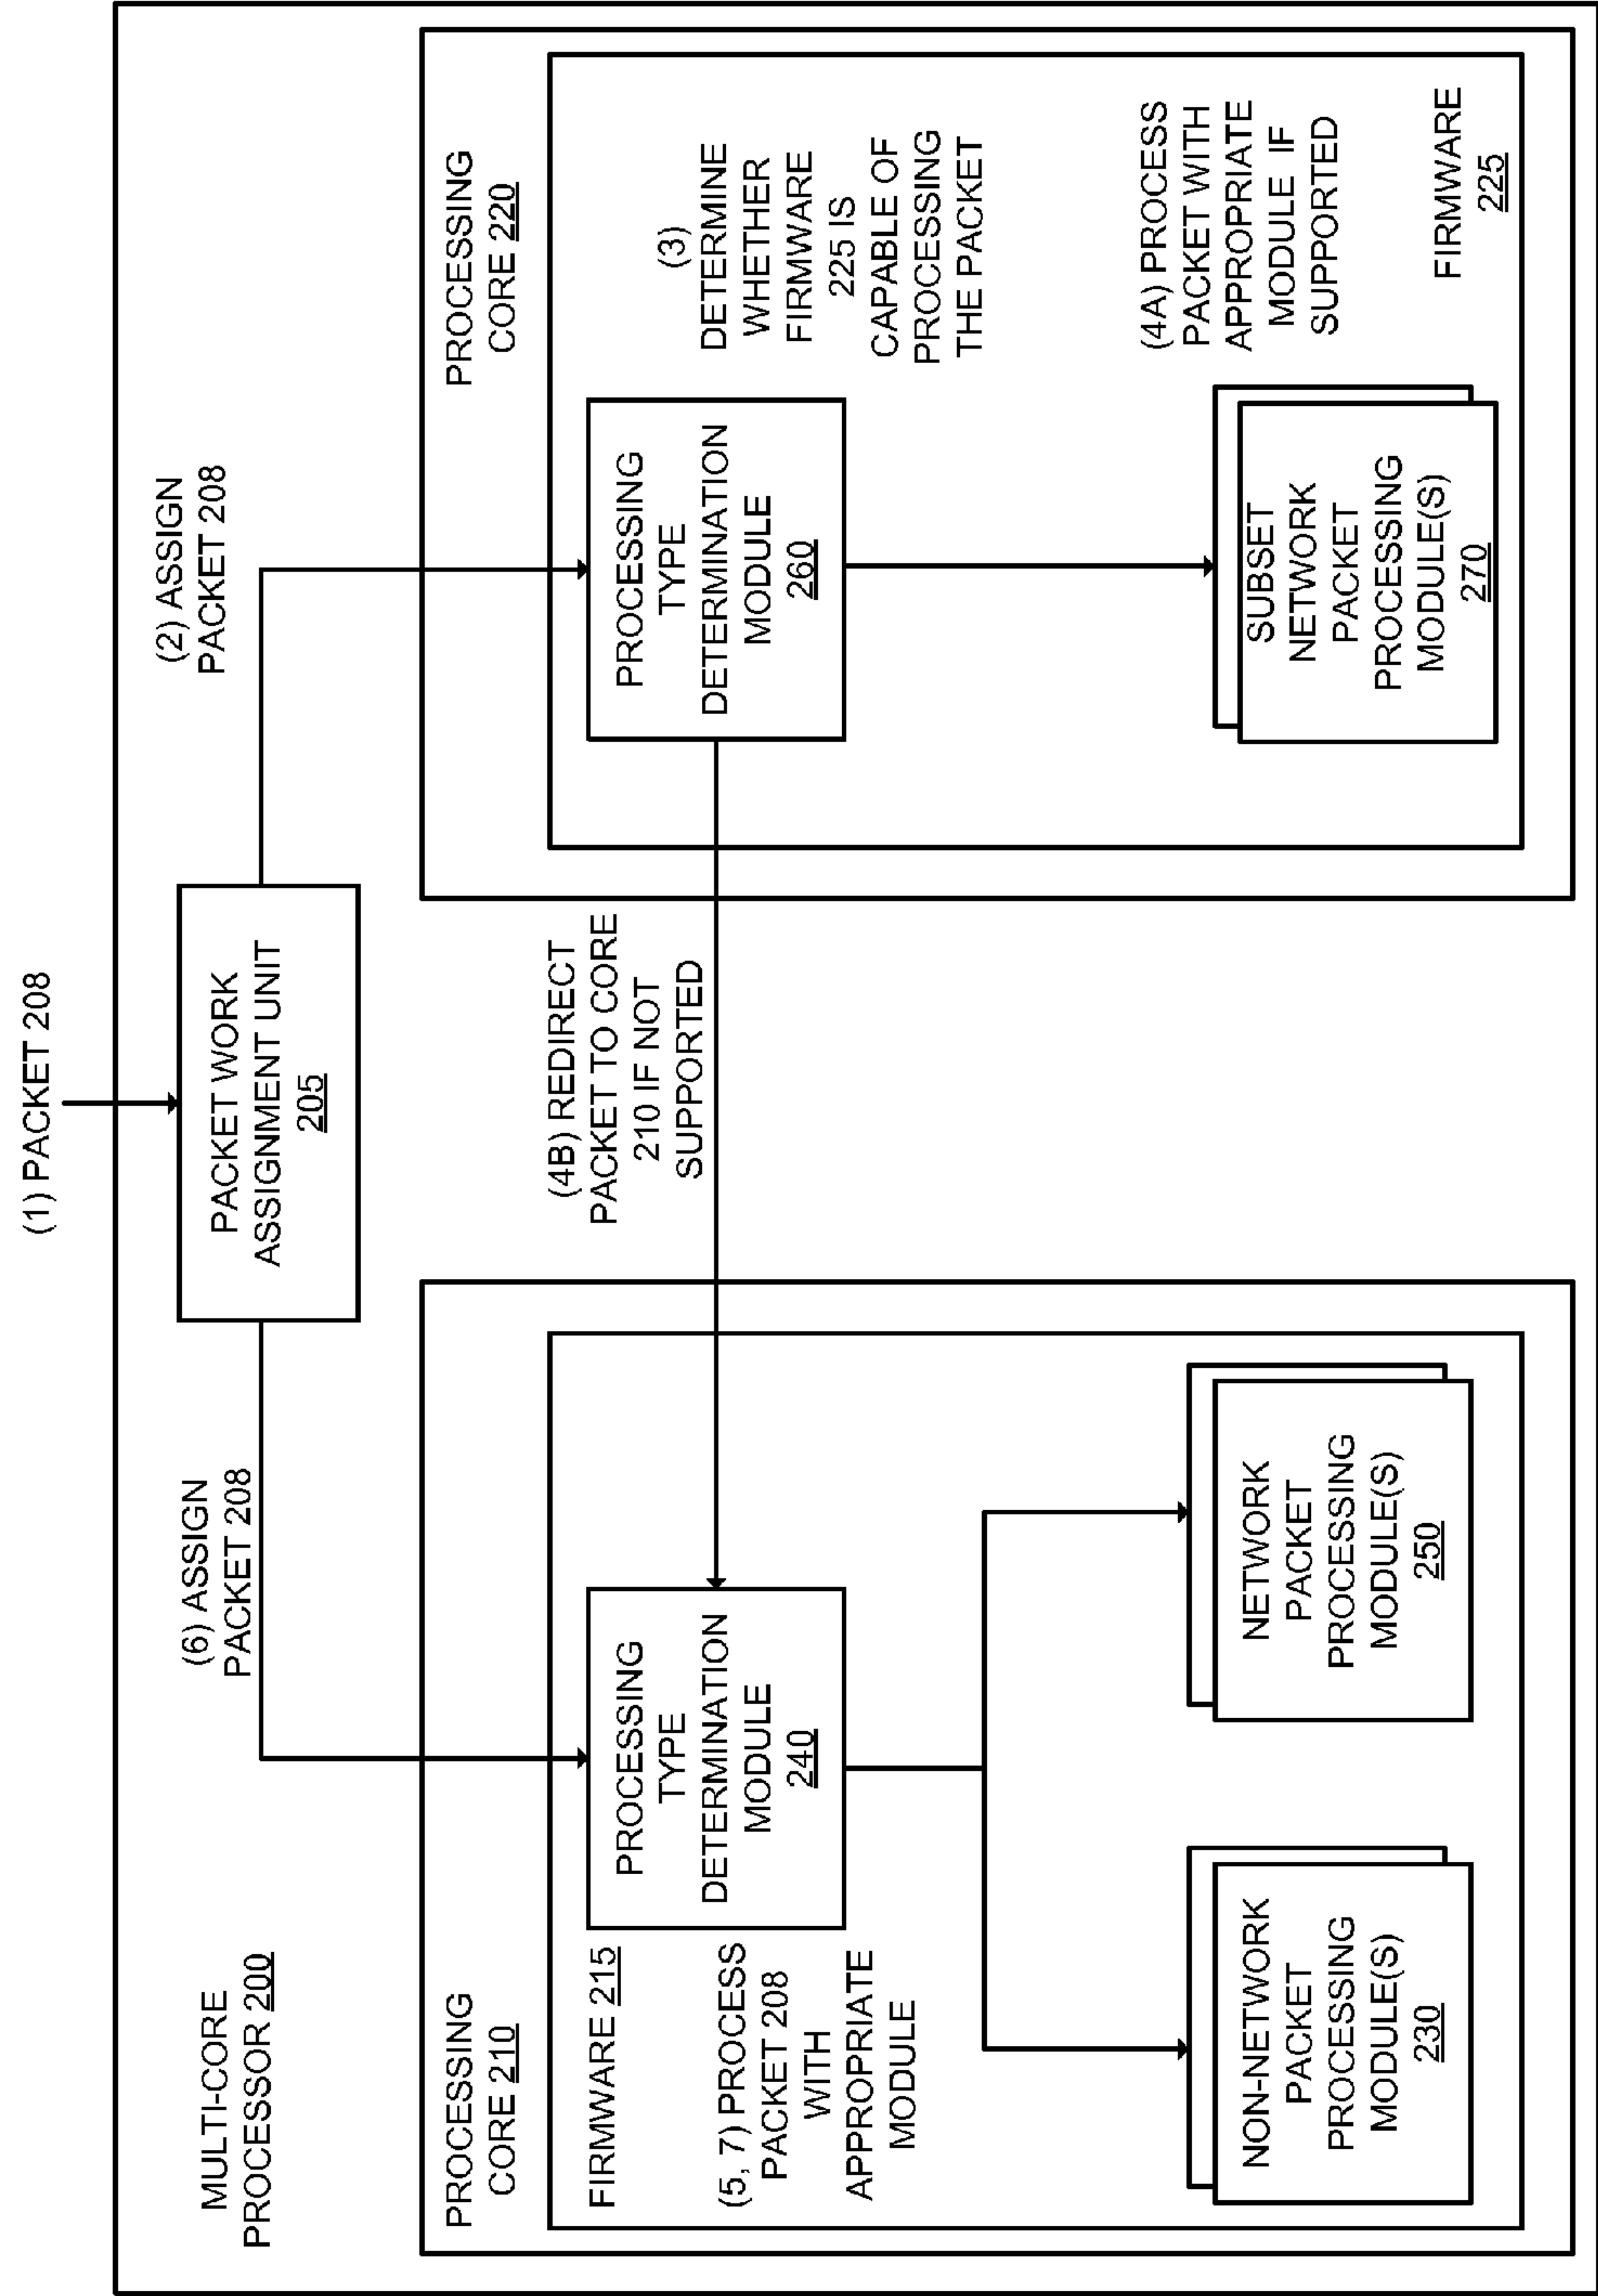 (1) PACKET 208
MULTI-CORE
PROCESSOR 200
PACKET WORK
ASSIGNMENT UNIT
205
(6) ASSIGN
PACKET 208
(2) ASSIGN
PACKET 208
PROCESSING
CORE 210
FIRMWARE 215
(5, 7) PROCESS
PACKET 208
WITH
APPROPRIATE
MODULE
PROCESSING
TYPE
DETERMINATION
MODULE
240
NON-NETWORK
PACKET
PROCESSING
MODULE(S)
230
NETWORK
PACKET
PROCESSING
MODULE(S)
250
(4B) REDIRECT
PACKET TO CORE
210 IF NOT
SUPPORTED
PROCESSING
CORE 220
PROCESSING
TYPE
DETERMINATION
MODULE
260
(3)
DETERMINE
WHETHER
FIRMWARE
225 IS
CAPABLE OF
PROCESSING
THE PACKET
SUBSET
NETWORK
PACKET
PROCESSING
MODULE(S)
270
(4A) PROCESS
PACKET WITH
APPROPRIATE
MODULE IF
SUPPORTED
FIRMWARE
225